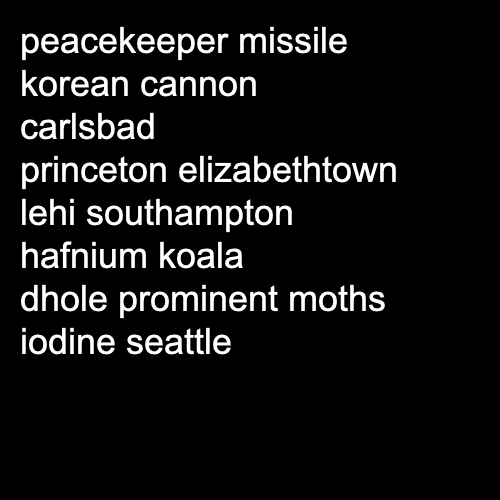 peacekeeper missile
korean cannon
carlsbad
princeton elizabethtown
lehi southampton
hafnium koala
dhole prominent moths
iodine seattle